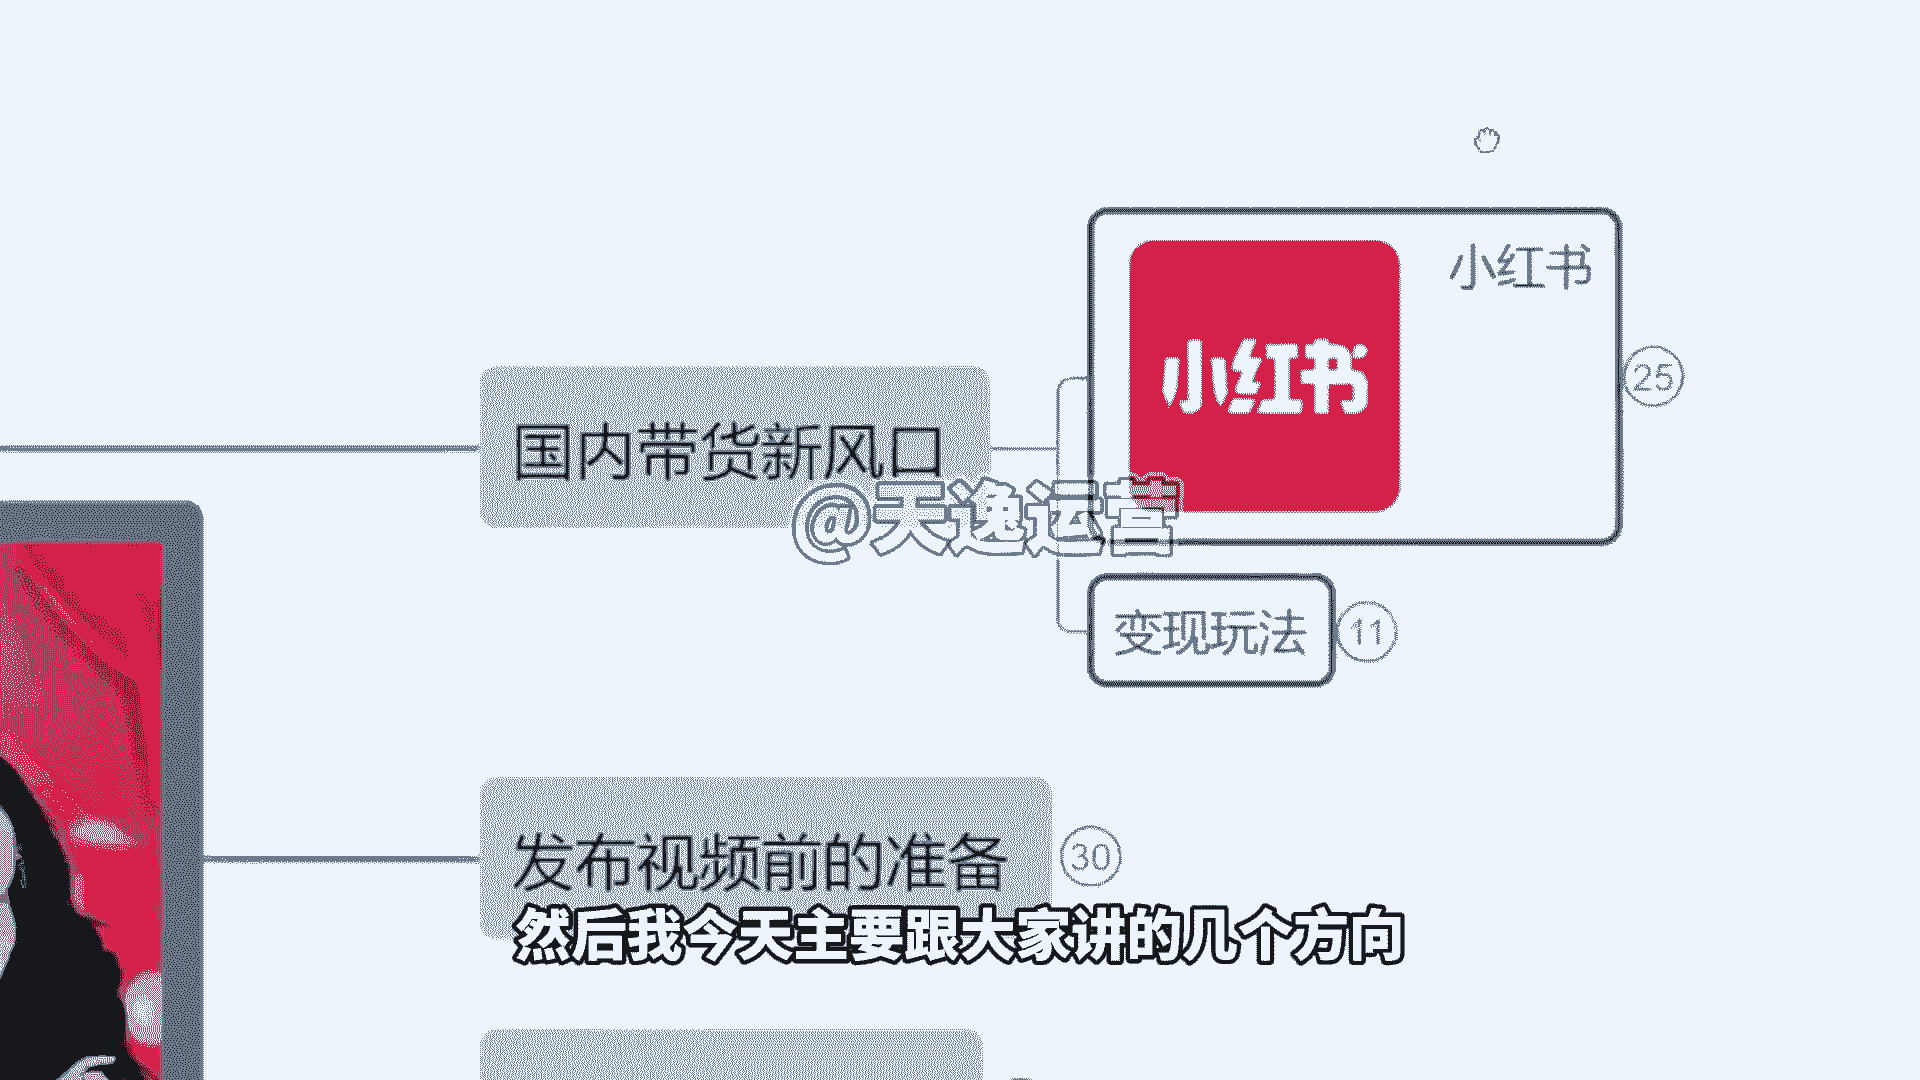 小红书
小红书
25
国内带货新风口
@天逸运营
变现玩法
11
发布视频前的准备
30
然后我今天主要跟大家讲的几个方向